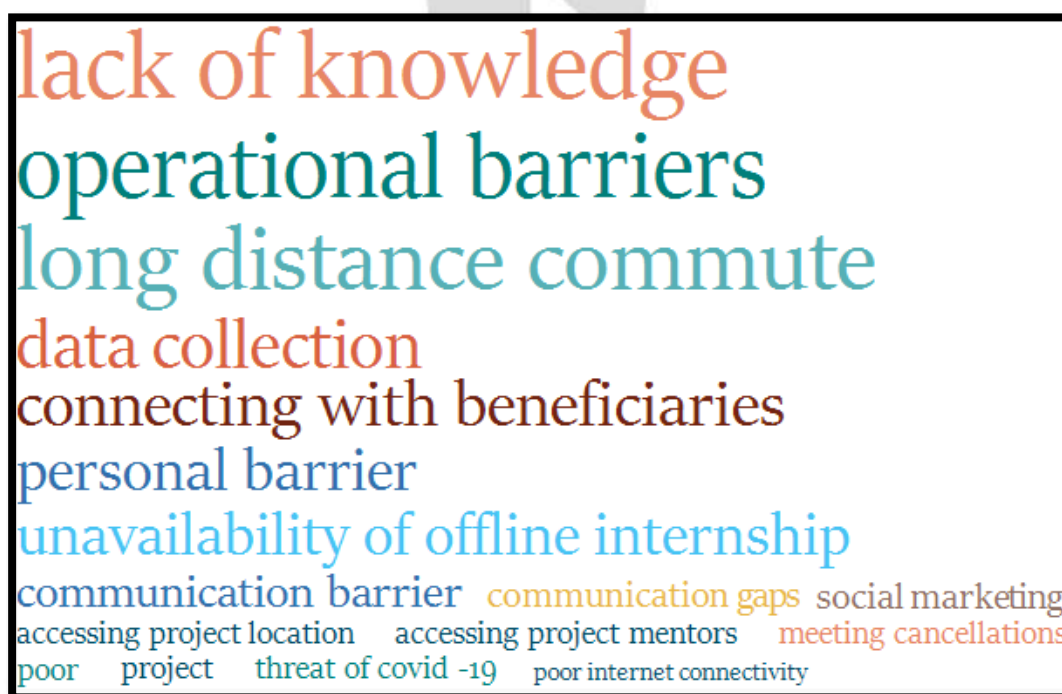 lack of knowledge
operational barriers
long distance commute
data collection
connecting with beneficiaries
personal barrier
unavailability of offline internship
communication barrier communication gaps social marketing
accessing project location accessing project mentors meeting cancellations
poor project threat of covid -19 poor internet connectivity